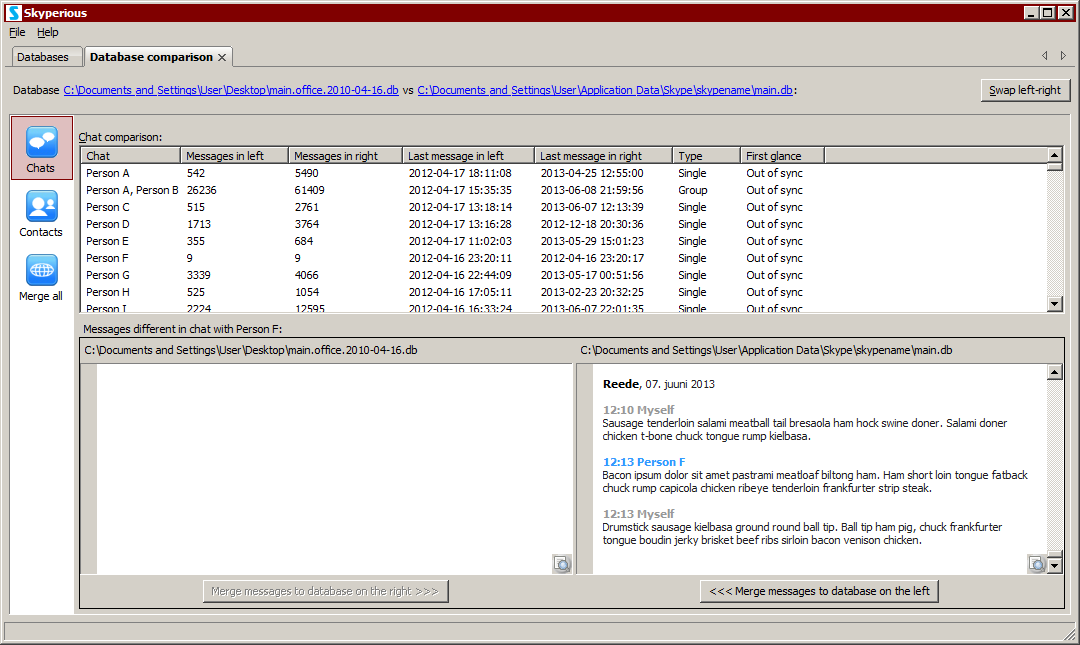 Skyperious
File Help
Databases Database comparison
Database C:\Documents and Settings\User\Desktop\main.office.2010-04-16.db vs C:\Documents and Settings\User\Application Data\Skype\skypename\main.db: Swap left-right
Chats
Contacts
Merge all
Chat comparison:
Chat Messages in left Messages in right Last message in left Last message in right Type First glance
Person A 542 5490 2012-04-17 18:11:08 2013-04-25 12:55:00 Single Out of sync
Person A, Person B 26236 61409 2012-04-17 15:35:35 2013-06-08 21:59:56 Group Out of sync
Person C 515 2761 2012-04-17 13:18:14 2013-06-07 12:13:39 Single Out of sync
Person D 1713 3764 2012-04-17 13:16:28 2012-12-18 20:30:36 Single Out of sync
Person E 355 684 2012-04-17 11:02:03 2013-05-29 15:01:23 Single Out of sync
Person F 9 9 2012-04-16 23:20:11 2012-04-16 23:20:17 Single Out of sync
Person G 3339 4066 2012-04-16 22:44:09 2013-05-17 00:51:56 Single Out of sync
Person H 525 1054 2012-04-16 17:05:11 2013-02-23 20:32:25 Single Out of sync
Person I 2224 12595 2012-04-16 16:33:24 2013-06-07 22:01:35 Single Out of sync
Messages different in chat with Person F:
C:\Documents and Settings\User\Desktop\main.office.2010-04-16.db
C:\Documents and Settings\User\Application Data\Skype\skypename\main.db
Reede, 07. juuni 2013
12:10 Myself
Sausage tenderloin salami meatball tail bresaola ham hock swine doner. Salami doner
chicken t-bone chuck tongue rump kielbasa.
12:13 Person F
Bacon ipsum dolor sit amet pastrami meatloaf biltong ham. Ham short loin tongue fatback
chuck rump capicola chicken ribeye tenderloin frankfurter strip steak.
12:13 Myself
Drumstick sausage kielbasa ground round ball tip. Ball tip ham pig, chuck frankfurter
tongue boudin jerky brisket beef ribs sirloin bacon venison chicken.
Merge messages to database on the right >>>
<<< Merge messages to database on the left